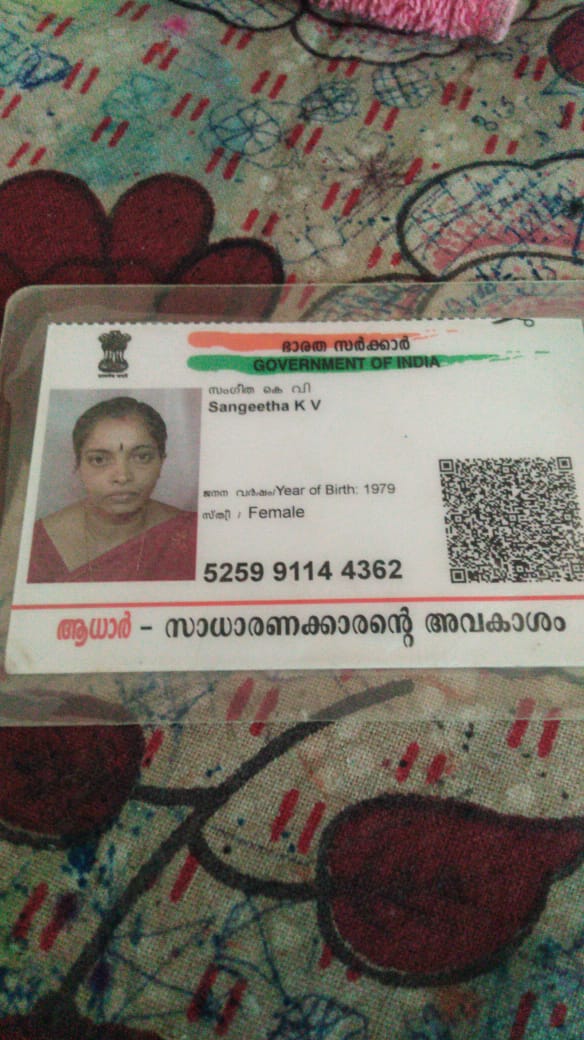 ഭാരത സർക്കാർ
GOVERNMENT OF INDIA
സംഗീത കെ വി
Sangeetha K V
ജനന വർഷം/Year of Birth: 1979
സ്ത്രീ / Female
5259 9114 4362
ആധാർ - സാധാരണക്കാരന്റെ അവകാശം